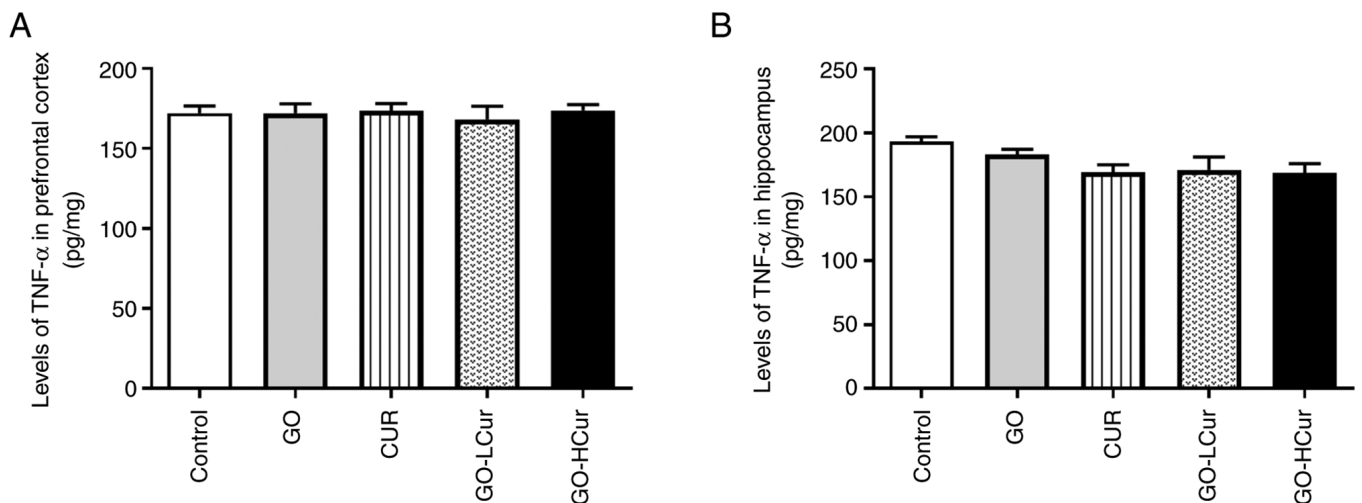 A
Levels of TNF-α in prefrontal cortex
(pg/mg)
200
150
100
50
0
Control
GO
CUR
GO-LCur
GO-HCur
B
Levels of TNF-α in hippocampus
(pg/mg)
250
200
150
100
50
0
Control
GO
CUR
GO-LCur
GO-HCur